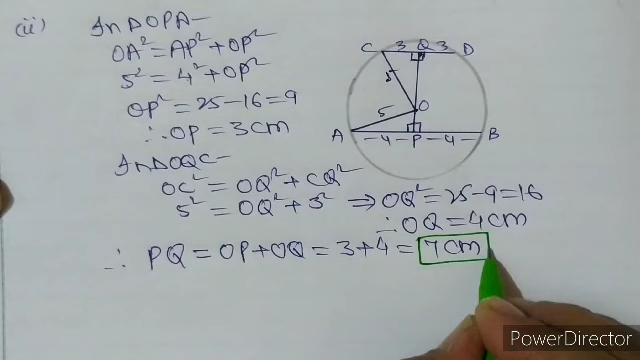 (ii) In ΔOPA-
OA² = AP² + OP²
5² = 4² + OP²
OP² = 25 - 16 = 9
∴ OP = 3 cm
In ΔOQC-
OC² = OQ² + CQ²
5² = OQ² + 3² ⇒ OQ² = 25 - 9 = 16
∴ OQ = 4 cm
∴ PQ = OP + OQ = 3 + 4 = 7 cm
C 3 Q 3 D
5
5 O
A -4- P -4- B
PowerDirector